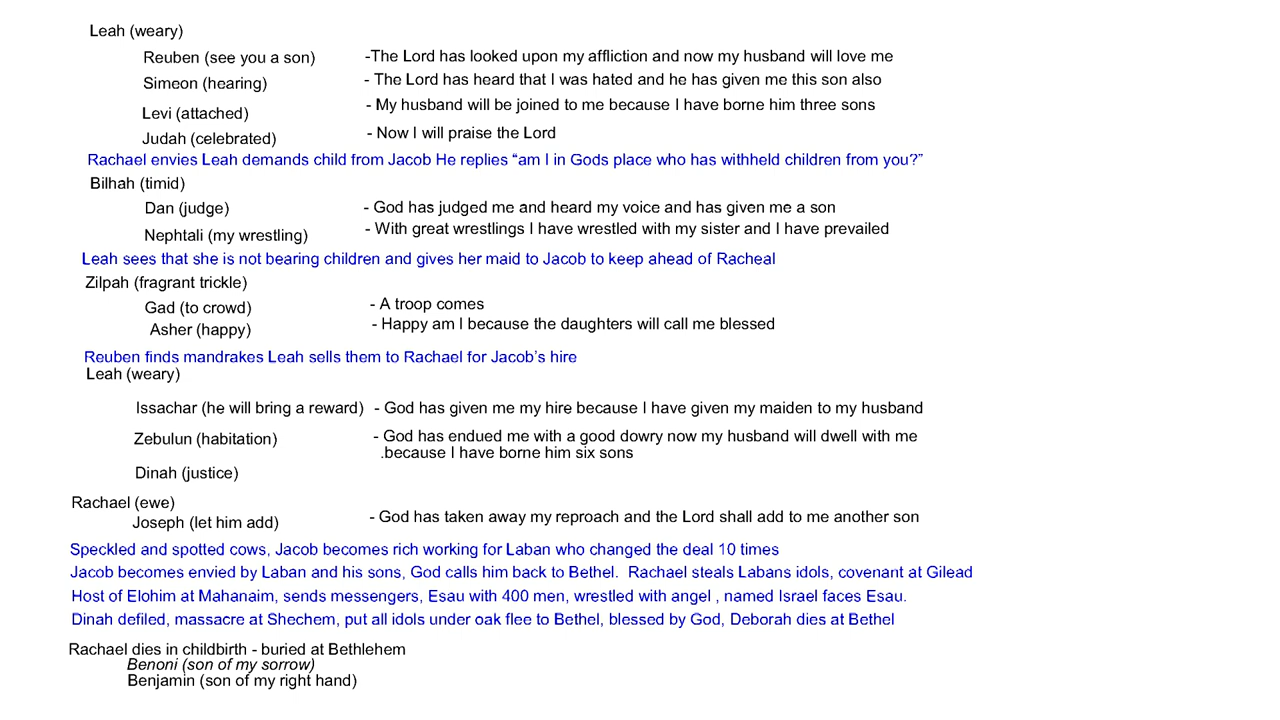 Leah (weary)
Reuben (see you a son) -The Lord has looked upon my affliction and now my husband will love me
Simeon (hearing) - The Lord has heard that I was hated and he has given me this son also
Levi (attached) - My husband will be joined to me because I have borne him three sons
Judah (celebrated) - Now I will praise the Lord
Rachael envies Leah demands child from Jacob He replies “am I in Gods place who has withheld children from you?”
Bilhah (timid)
Dan (judge) - God has judged me and heard my voice and has given me a son
Nephtali (my wrestling) - With great wrestlings I have wrestled with my sister and I have prevailed
Leah sees that she is not bearing children and gives her maid to Jacob to keep ahead of Racheal
Zilpah (fragrant trickle)
Gad (to crowd) - A troop comes
Asher (happy) - Happy am I because the daughters will call me blessed
Reuben finds mandrakes Leah sells them to Rachael for Jacob’s hire
Leah (weary)
Issachar (he will bring a reward) - God has given me my hire because I have given my maiden to my husband
Zebulun (habitation) - God has endued me with a good dowry now my husband will dwell with me
.because I have borne him six sons
Dinah (justice)
Rachael (ewe)
Joseph (let him add) - God has taken away my reproach and the Lord shall add to me another son
Speckled and spotted cows, Jacob becomes rich working for Laban who changed the deal 10 times
Jacob becomes envied by Laban and his sons, God calls him back to Bethel. Rachael steals Labans idols, covenant at Gilead
Host of Elohim at Mahanaim, sends messengers, Esau with 400 men, wrestled with angel , named Israel faces Esau.
Dinah defiled, massacre at Shechem, put all idols under oak flee to Bethel, blessed by God, Deborah dies at Bethel
Rachael dies in childbirth - buried at Bethlehem
Benoni (son of my sorrow)
Benjamin (son of my right hand)